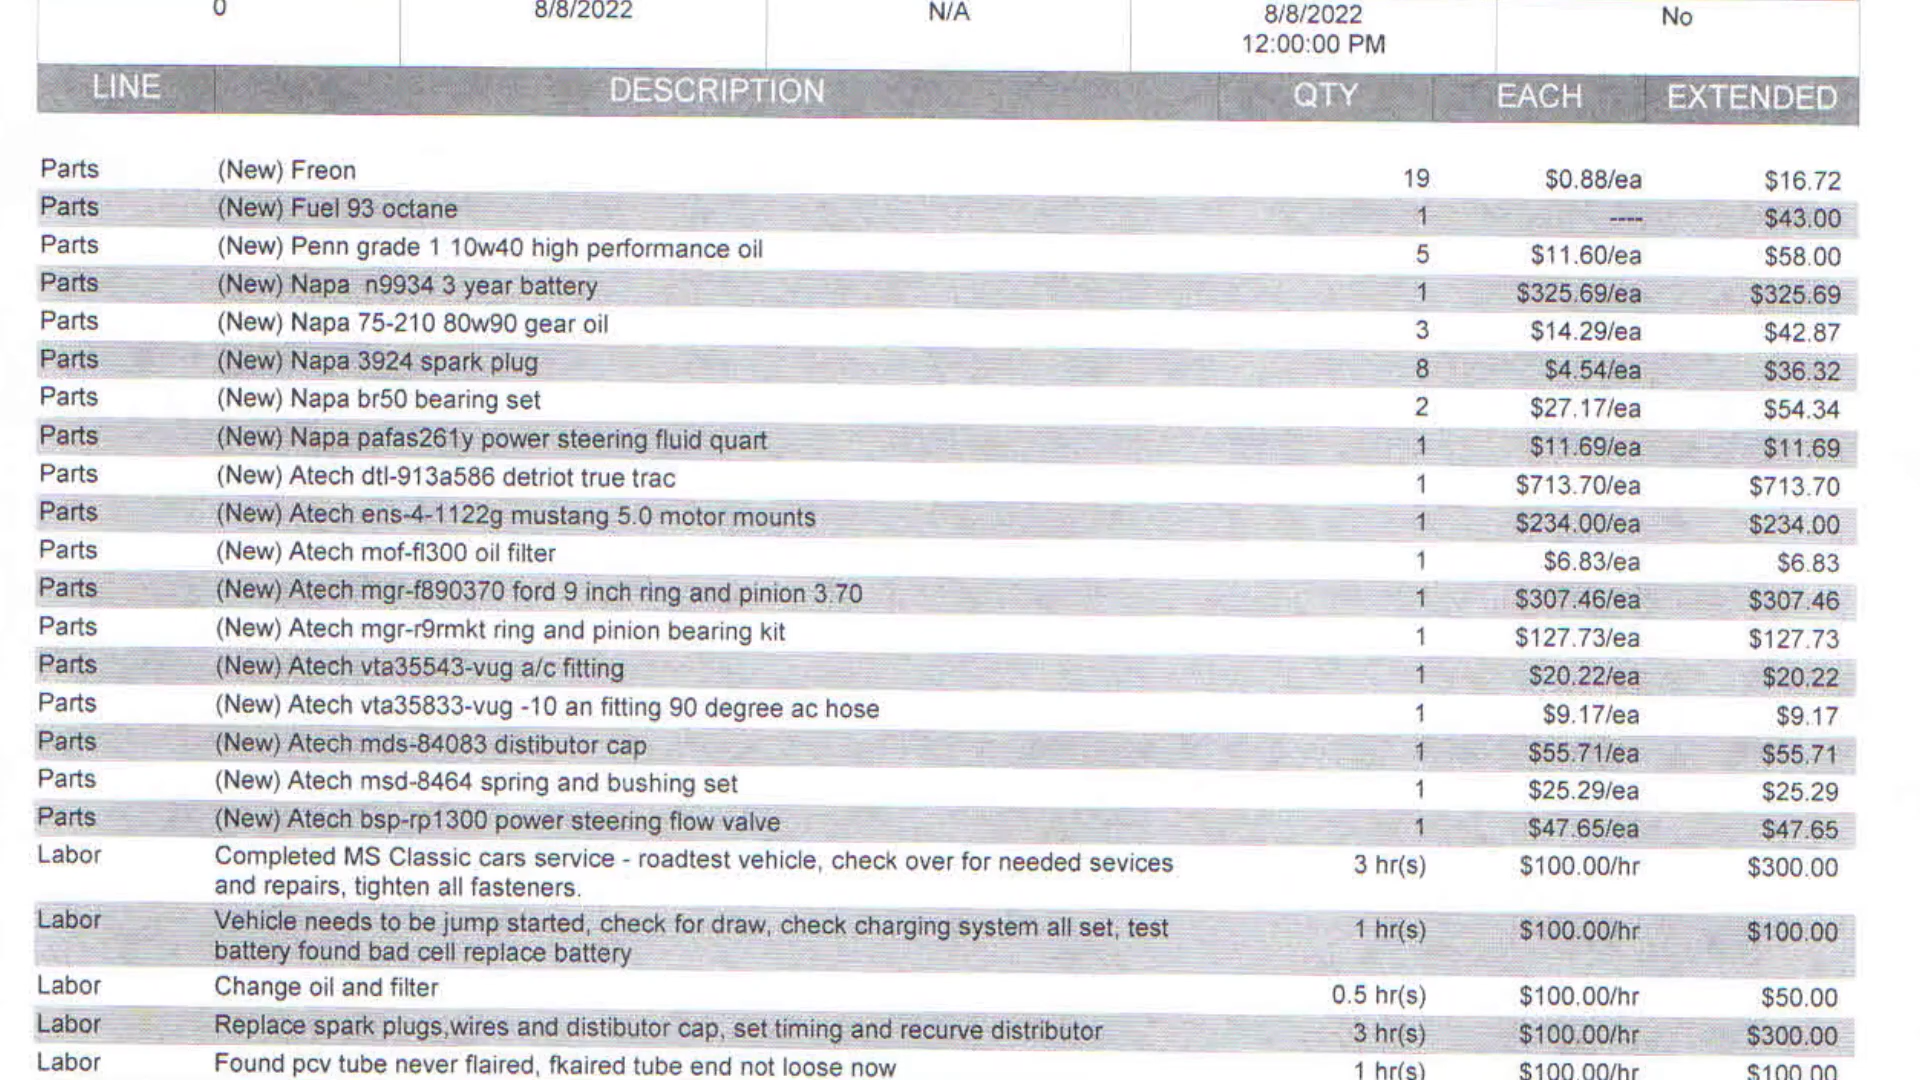 0 8/8/2022 N/A 8/8/2022 No
12:00:00 PM
LINE DESCRIPTION QTY EACH EXTENDED
Parts (New) Freon 19 $0.88/ea $16.72
Parts (New) Fuel 93 octane 1 ---- $43.00
Parts (New) Penn grade 1 10w40 high performance oil 5 $11.60/ea $58.00
Parts (New) Napa n9934 3 year battery 1 $325.69/ea $325.69
Parts (New) Napa 75-210 80w90 gear oil 3 $14.29/ea $42.87
Parts (New) Napa 3924 spark plug 8 $4.54/ea $36.32
Parts (New) Napa br50 bearing set 2 $27.17/ea $54.34
Parts (New) Napa pafas261y power steering fluid quart 1 $11.69/ea $11.69
Parts (New) Atech dtl-913a586 detriot true trac 1 $713.70/ea $713.70
Parts (New) Atech ens-4-1122g mustang 5.0 motor mounts 1 $234.00/ea $234.00
Parts (New) Atech mof-fl300 oil filter 1 $6.83/ea $6.83
Parts (New) Atech mgr-f890370 ford 9 inch ring and pinion 3.70 1 $307.46/ea $307.46
Parts (New) Atech mgr-r9rmkt ring and pinion bearing kit 1 $127.73/ea $127.73
Parts (New) Atech vta35543-vug a/c fitting 1 $20.22/ea $20.22
Parts (New) Atech vta35833-vug -10 an fitting 90 degree ac hose 1 $9.17/ea $9.17
Parts (New) Atech mds-84083 distibutor cap 1 $55.71/ea $55.71
Parts (New) Atech msd-8464 spring and bushing set 1 $25.29/ea $25.29
Parts (New) Atech bsp-rp1300 power steering flow valve 1 $47.65/ea $47.65
Labor Completed MS Classic cars service - roadtest vehicle, check over for needed sevices 3 hr(s) $100.00/hr $300.00
and repairs, tighten all fasteners.
Labor Vehicle needs to be jump started, check for draw, check charging system all set, test 1 hr(s) $100.00/hr $100.00
battery found bad cell replace battery
Labor Change oil and filter 0.5 hr(s) $100.00/hr $50.00
Labor Replace spark plugs,wires and distibutor cap, set timing and recurve distributor 3 hr(s) $100.00/hr $300.00
Labor Found pcv tube never flaired, fkaired tube end not loose now 1 hr(s) $100.00/hr $100.00